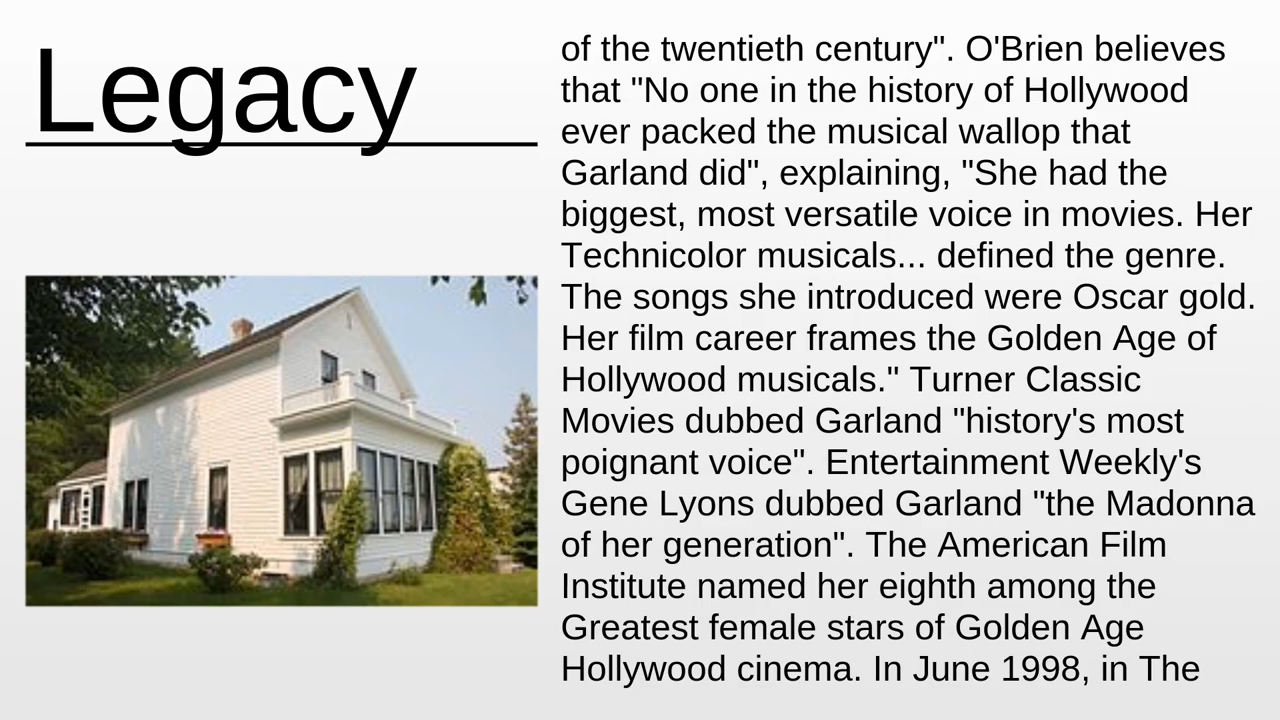 Legacy
of the twentieth century". O'Brien believes
that "No one in the history of Hollywood
ever packed the musical wallop that
Garland did", explaining, "She had the
biggest, most versatile voice in movies. Her
Technicolor musicals... defined the genre.
The songs she introduced were Oscar gold.
Her film career frames the Golden Age of
Hollywood musicals." Turner Classic
Movies dubbed Garland "history's most
poignant voice". Entertainment Weekly's
Gene Lyons dubbed Garland "the Madonna
of her generation". The American Film
Institute named her eighth among the
Greatest female stars of Golden Age
Hollywood cinema. In June 1998, in The